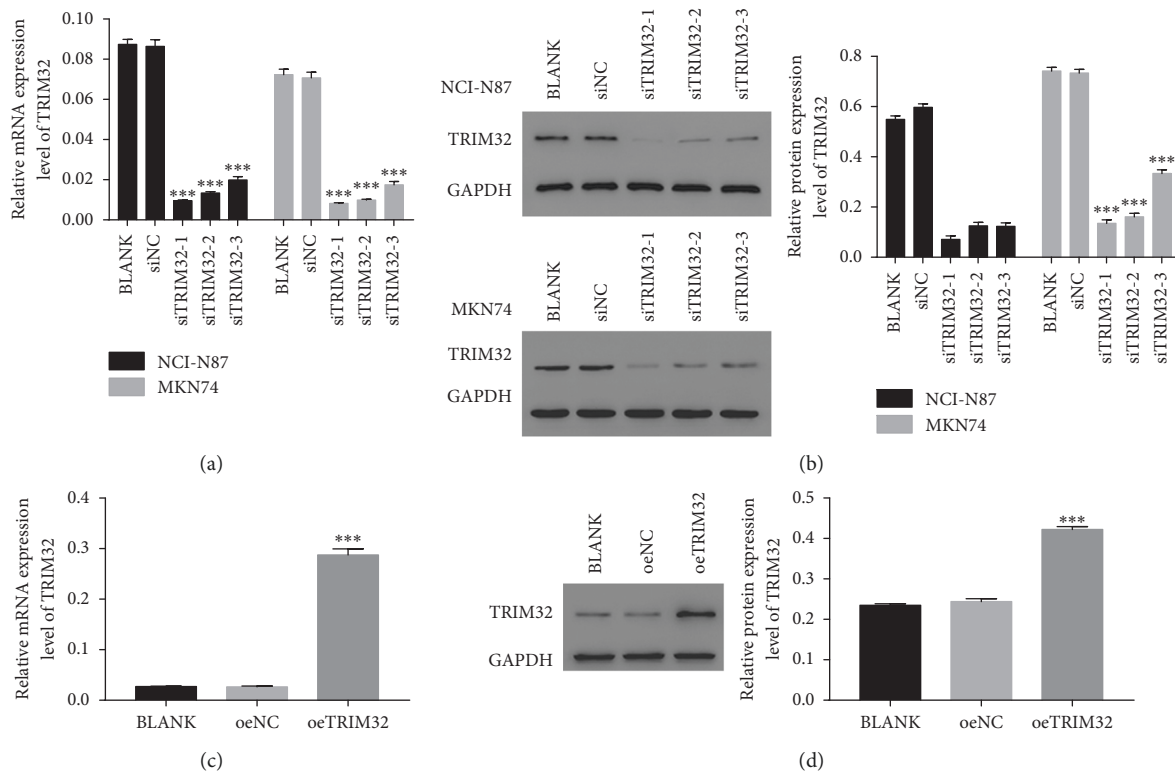 Relative mRNA expression
level of TRIM32
0.10
0.08
0.06
0.04
0.02
0.00
***
***
***
***
***
***
BLANK
siNC
siTRIM32-1
siTRIM32-2
siTRIM32-3
BLANK
siNC
siTRIM32-1
siTRIM32-2
siTRIM32-3
NCI-N87
MKN74
(a)
NCI-N87
BLANK
siNC
siTRIM32-1
siTRIM32-2
siTRIM32-3
TRIM32
GAPDH
MKN74
BLANK
siNC
siTRIM32-1
siTRIM32-2
siTRIM32-3
TRIM32
GAPDH
Relative protein expression
level of TRIM32
0.8
0.6
0.4
0.2
0.0
***
***
***
BLANK
siNC
siTRIM32-1
siTRIM32-2
siTRIM32-3
BLANK
siNC
siTRIM32-1
siTRIM32-2
siTRIM32-3
NCI-N87
MKN74
(b)
Relative mRNA expression
level of TRIM32
0.4
0.3
0.2
0.1
0.0
***
BLANK
oeNC
oeTRIM32
(c)
BLANK
oeNC
oeTRIM32
TRIM32
GAPDH
Relative protein expression
level of TRIM32
0.5
0.4
0.3
0.2
0.1
0.0
***
BLANK
oeNC
oeTRIM32
(d)